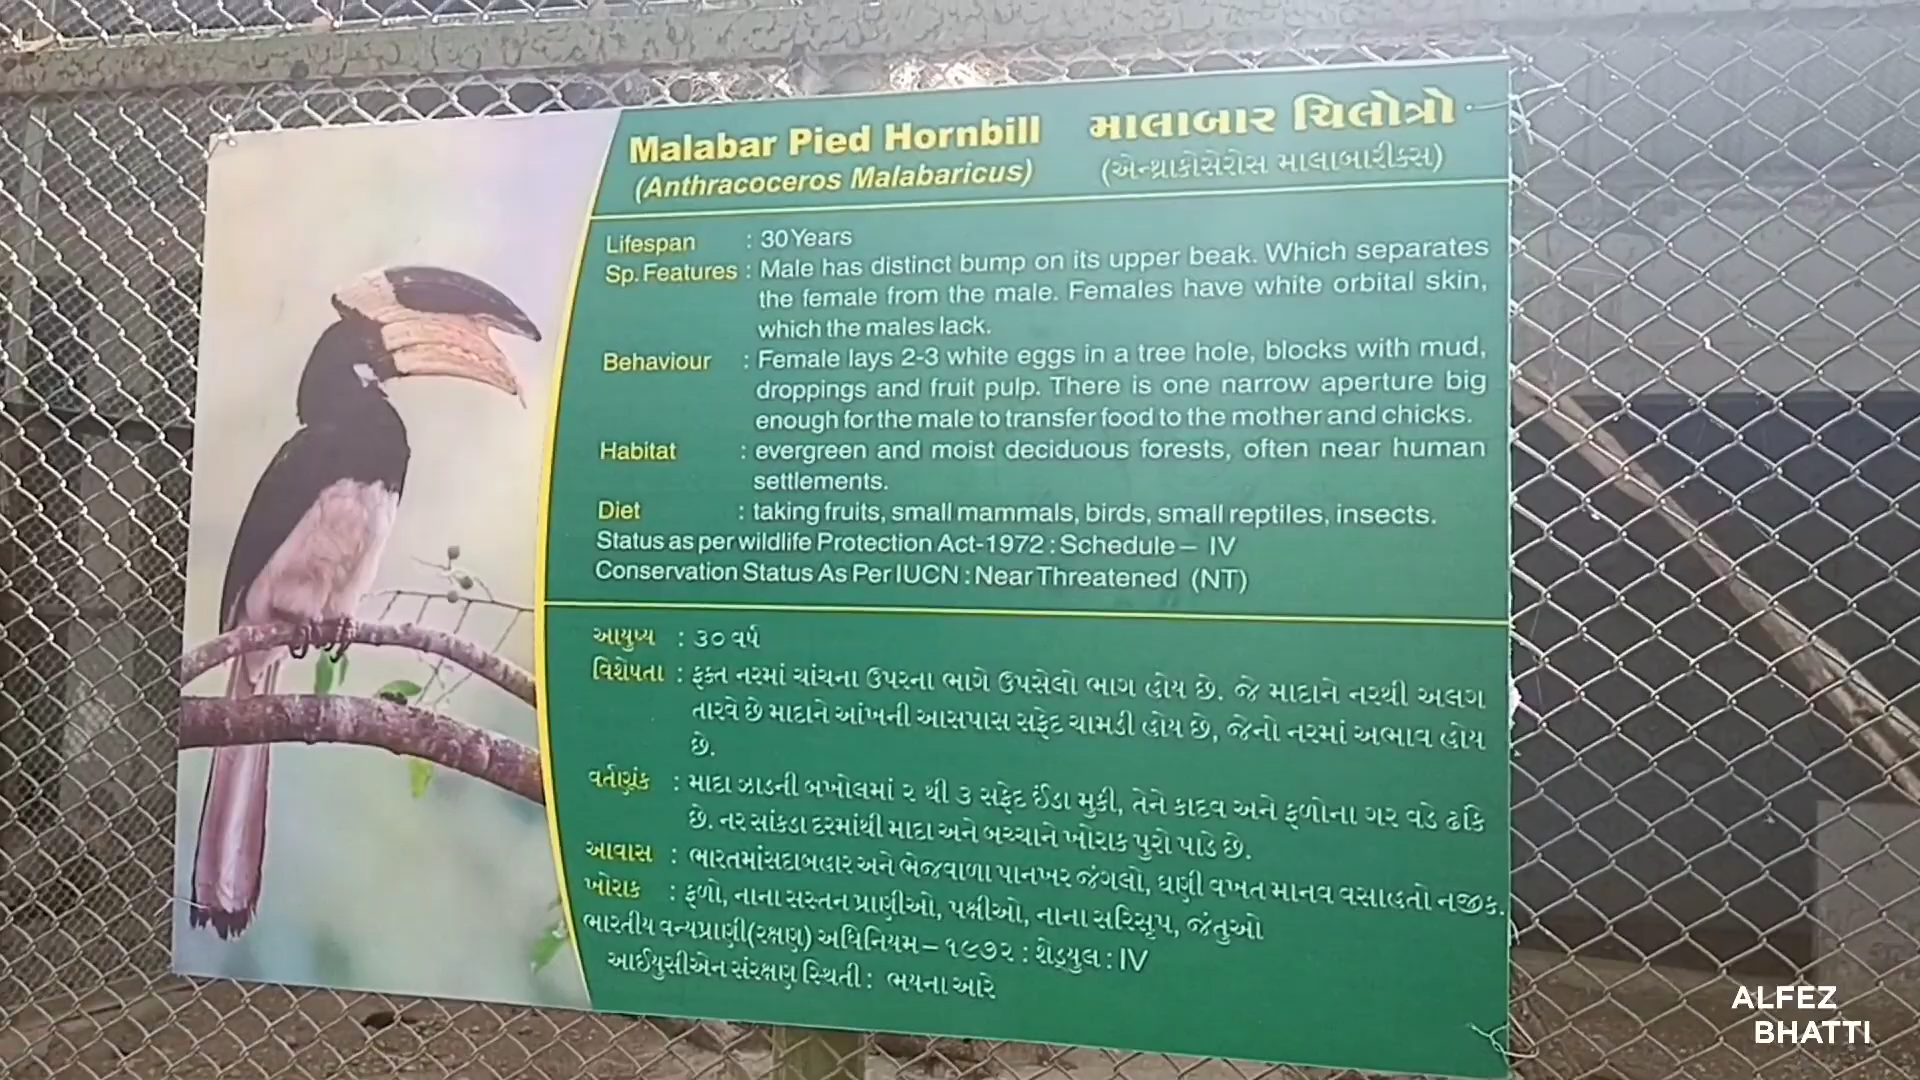 Malabar Pied Hornbill
(Anthracoceros Malabaricus)
માલાબાર ચિલોત્રો
(એન્થ્રાકોસેરોસ માલાબારીક્સ)
Lifespan : 30 Years
Sp. Features : Male has distinct bump on its upper beak. Which separates
the female from the male. Females have white orbital skin,
which the males lack.
Behaviour : Female lays 2-3 white eggs in a tree hole, blocks with mud,
droppings and fruit pulp. There is one narrow aperture big
enough for the male to transfer food to the mother and chicks.
Habitat : evergreen and moist deciduous forests, often near human
settlements.
Diet : taking fruits, small mammals, birds, small reptiles, insects.
Status as per wildlife Protection Act-1972 : Schedule – IV
Conservation Status As Per IUCN : Near Threatened (NT)
આયુષ્ય : ૩૦ વર્ષ
વિશેષતા : ફક્ત નરમાં ચાંચના ઉપરના ભાગે ઉપસેલો ભાગ હોય છે. જે માદાને નરથી અલગ
તારવે છે માદાને આંખની આસપાસ સફેદ ચામડી હોય છે, જેનો નરમાં અભાવ હોય
છે.
વર્તણૂંક : માદા ઝાડની બખોલમાં ૨ થી ૩ સફેદ ઈંડા મુકી, તેને કાદવ અને ફળોના ગર વડે ઢાંકે
છે. નર સાંકડા દરમાંથી માદા અને બચ્ચાને ખોરાક પુરો પાડે છે.
આવાસ : ભારતમાંસદાબહાર અને ભેજવાળા પાનખર જંગલો, ઘણી વખત માનવ વસાહતો નજીક.
ખોરાક : ફળો, નાના સસ્તન પ્રાણીઓ, પક્ષીઓ, નાના સરિસૃપ, જંતુઓ
ભારતીય વન્યપ્રાણી(રક્ષણ) અધિનિયમ – ૧૯૭૨ : શેડ્યુલ : IV
આઈયુસીએન સંરક્ષણ સ્થિતી : ભયના આરે
ALFEZ
BHATTI